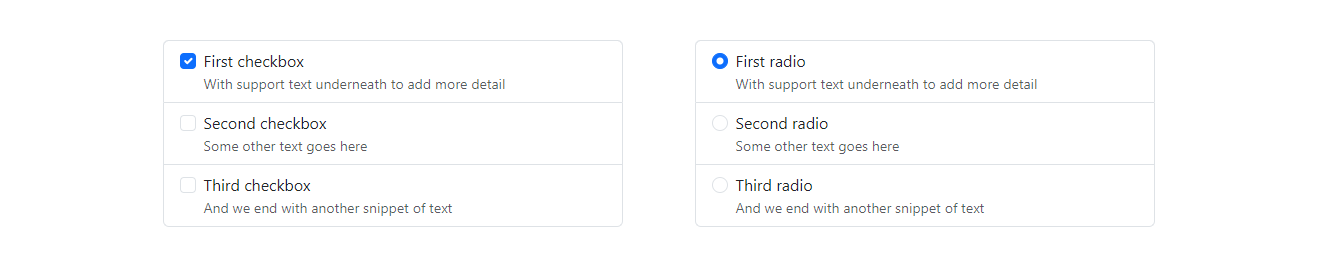 First checkbox
With support text underneath to add more detail
Second checkbox
Some other text goes here
Third checkbox
And we end with another snippet of text
First radio
With support text underneath to add more detail
Second radio
Some other text goes here
Third radio
And we end with another snippet of text